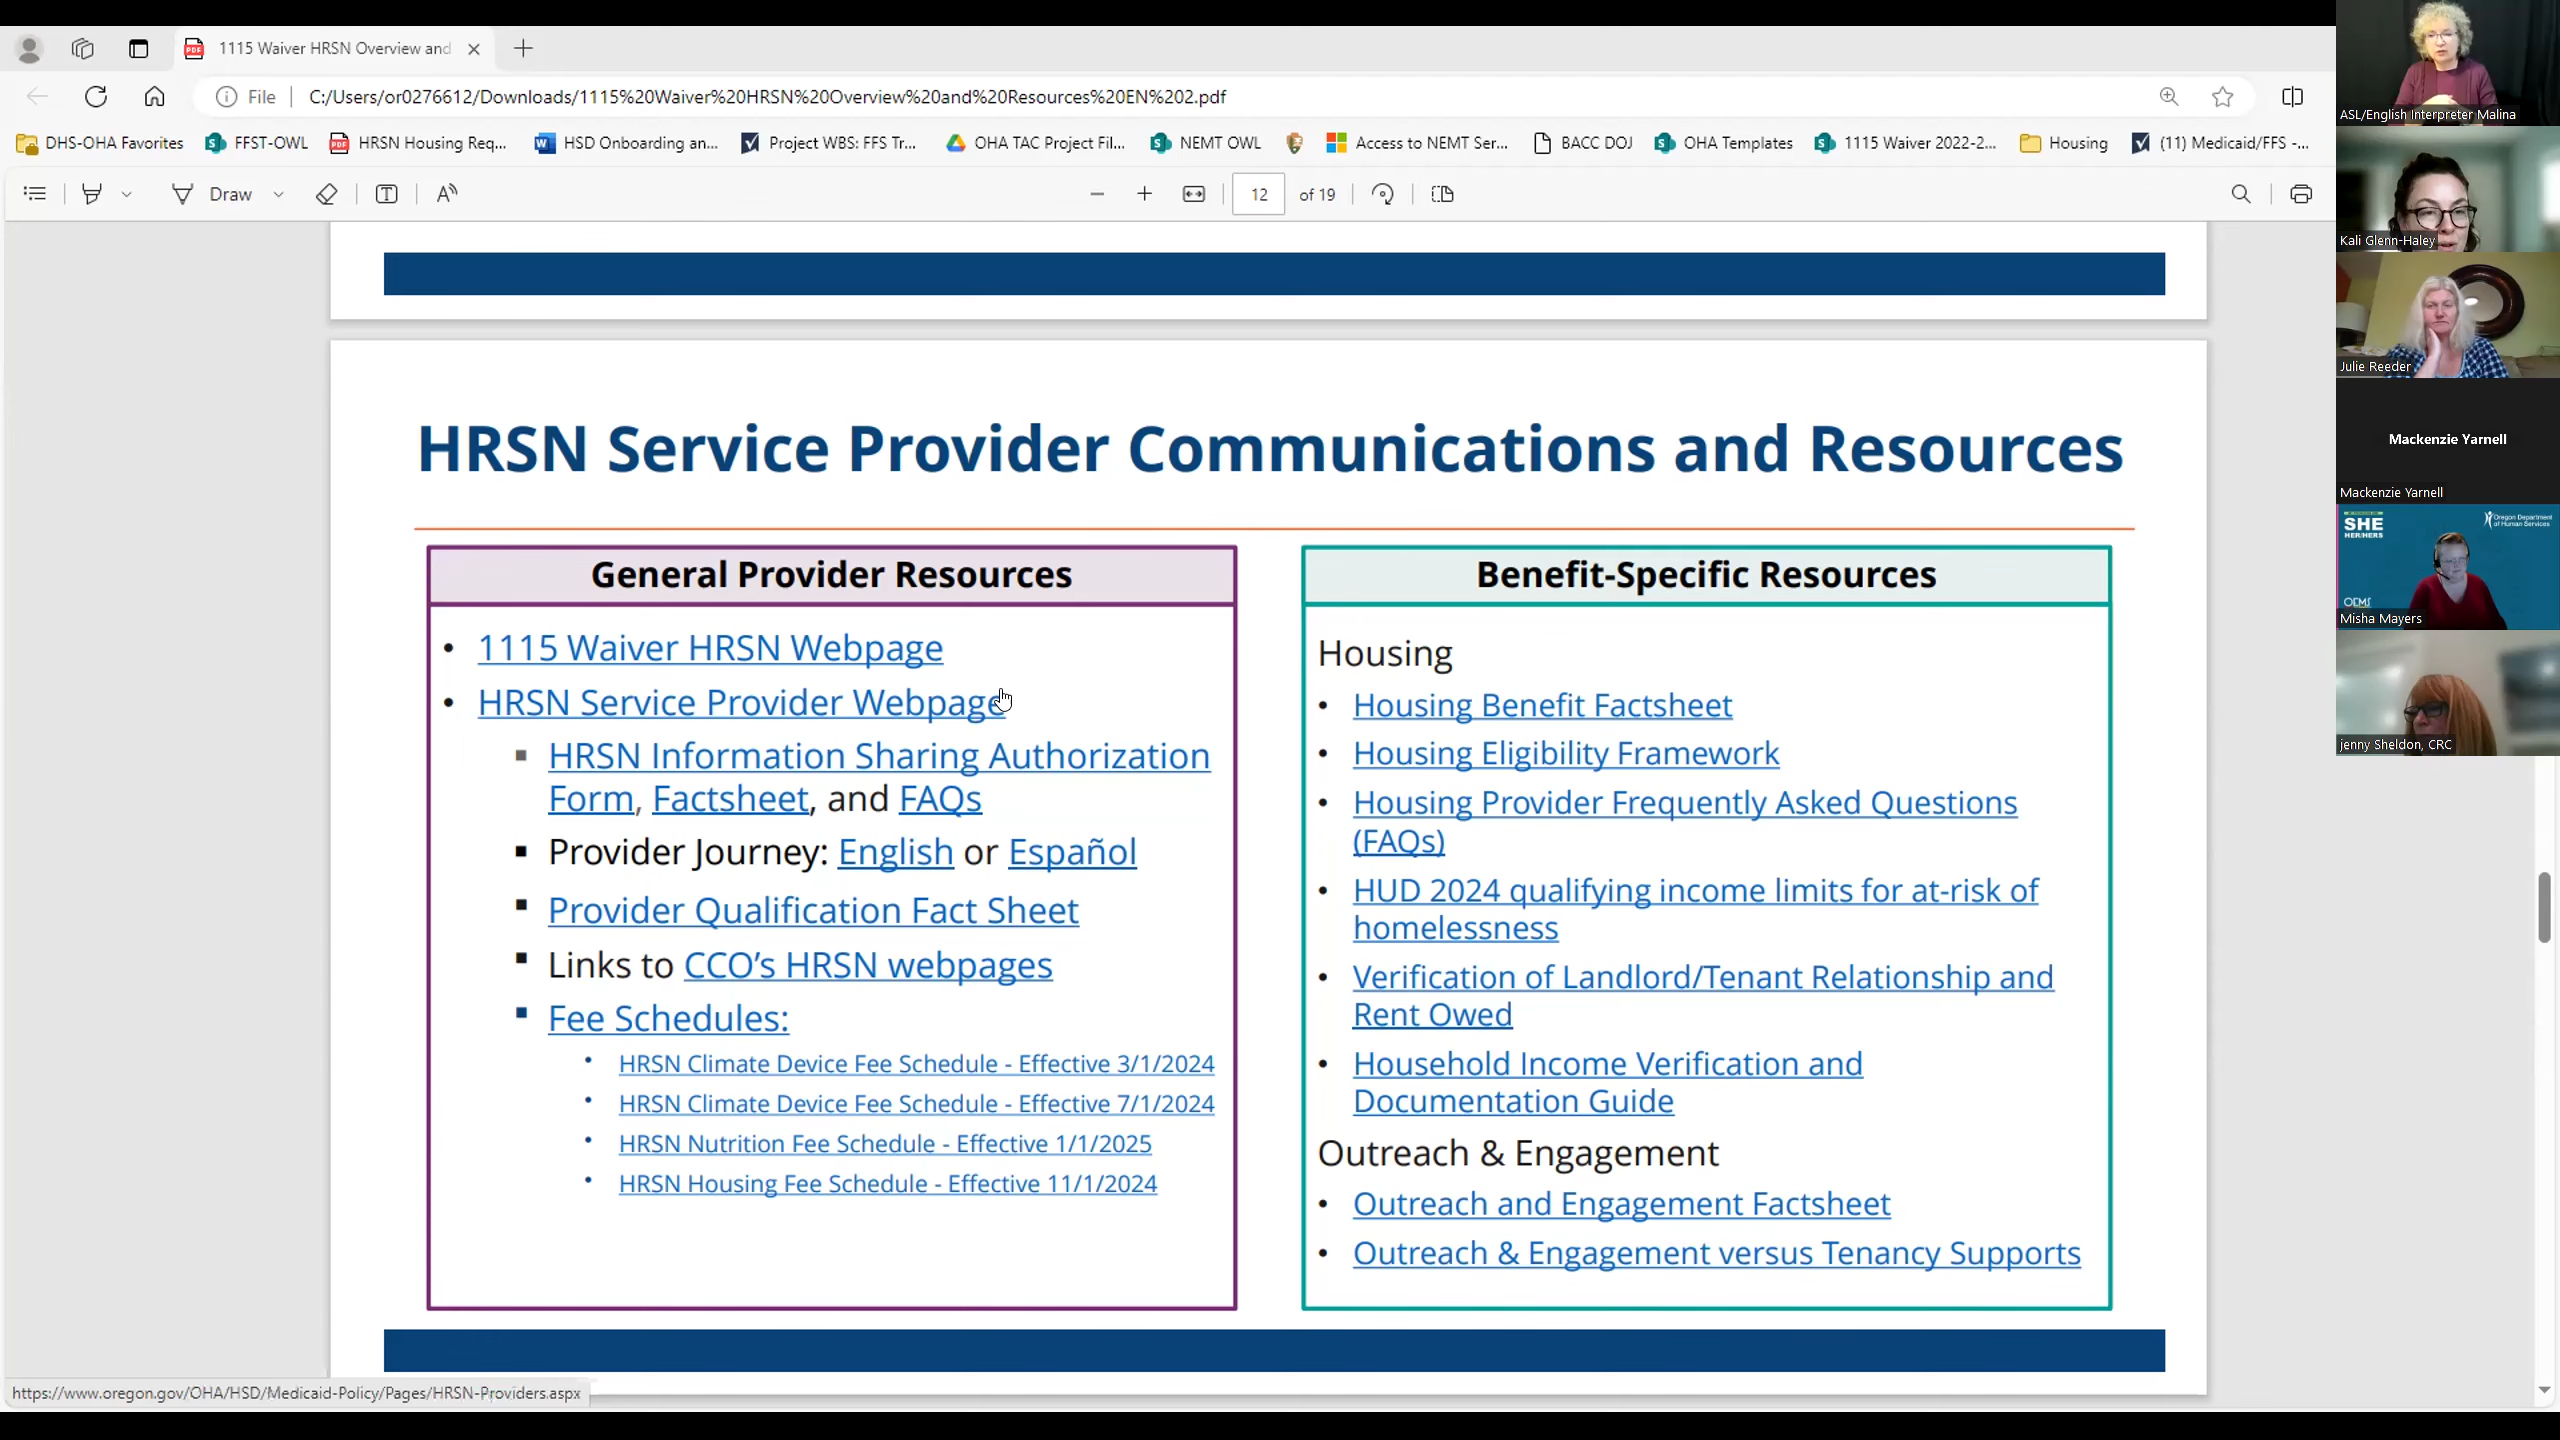 1115 Waiver HRSN Overview and
File
C:/Users/or0276612/Downloads/1115%20Waiver%20HRSN%20Overview%20and%20Resources%20EN%202.pdf
DHS-OHA Favorites
FFST-OWL
HRSN Housing Req...
HSD Onboarding an...
Project WBS: FFS Tr...
OHA TAC Project Fil...
NEMT OWL
Access to NEMT Ser...
BACC DOJ
OHA Templates
1115 Waiver 2022-2...
Housing
(11) Medicaid/FFS -...
Draw
12 of 19
HRSN Service Provider Communications and Resources
General Provider Resources
• 1115 Waiver HRSN Webpage
• HRSN Service Provider Webpage
▪ HRSN Information Sharing Authorization
Form, Factsheet, and FAQs
▪ Provider Journey: English or Español
▪ Provider Qualification Fact Sheet
▪ Links to CCO’s HRSN webpages
▪ Fee Schedules:
• HRSN Climate Device Fee Schedule - Effective 3/1/2024
• HRSN Climate Device Fee Schedule - Effective 7/1/2024
• HRSN Nutrition Fee Schedule - Effective 1/1/2025
• HRSN Housing Fee Schedule - Effective 11/1/2024
Benefit-Specific Resources
Housing
• Housing Benefit Factsheet
• Housing Eligibility Framework
• Housing Provider Frequently Asked Questions
(FAQs)
• HUD 2024 qualifying income limits for at-risk of
homelessness
• Verification of Landlord/Tenant Relationship and
Rent Owed
• Household Income Verification and
Documentation Guide
Outreach & Engagement
• Outreach and Engagement Factsheet
• Outreach & Engagement versus Tenancy Supports
https://www.oregon.gov/OHA/HSD/Medicaid-Policy/Pages/HRSN-Providers.aspx
ASL/English Interpreter Malina
Kali Glenn-Haley
Julie Reeder
Mackenzie Yarnell
Mackenzie Yarnell
SHE
HER/HERS
Oregon Department
of Human Services
OEMS
Misha Mayers
jenny Sheldon, CRC